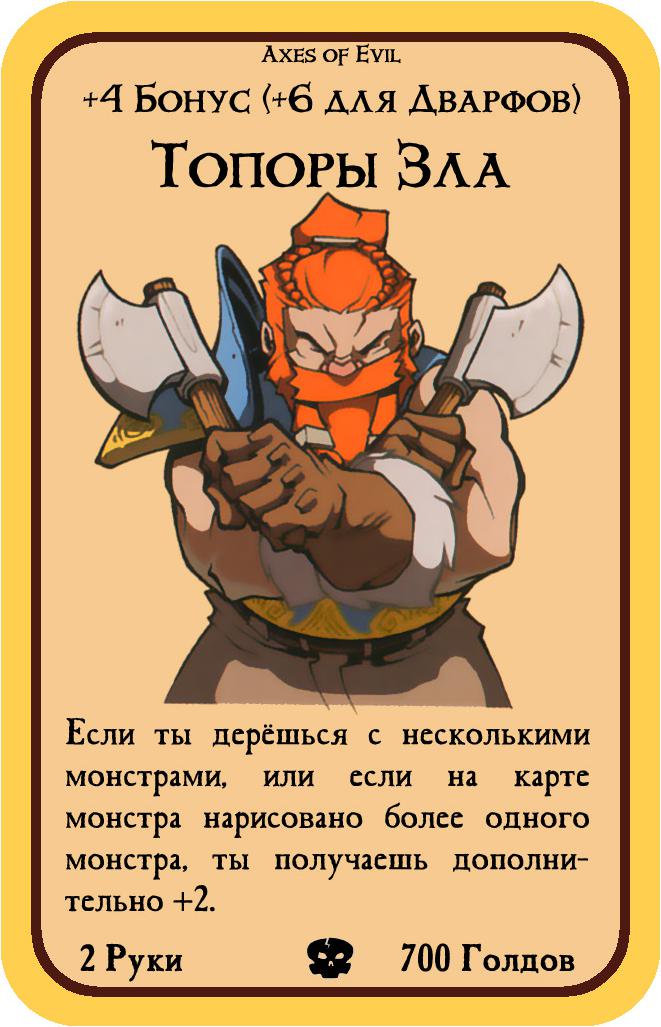 Axes of Evil
+4 Бонус (+6 для Дварфов)
Топоры Зла
Если ты дерёшься с несколькими
монстрами, или если на карте
монстра нарисовано более одного
монстра, ты получаешь дополни-
тельно +2.
2 Руки 700 Голдов